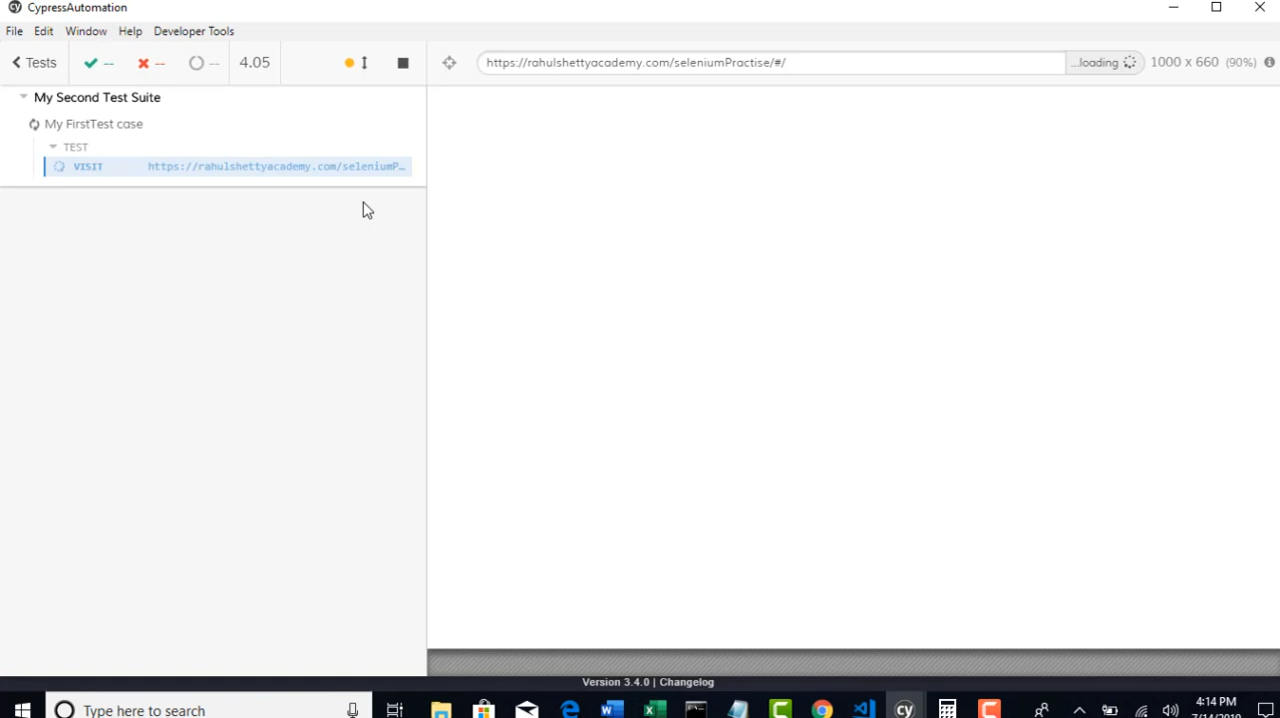 CypressAutomation
File Edit Window Help Developer Tools
Tests -- -- -- 4.05 https://rahulshettyacademy.com/seleniumPractise/#/ ...loading 1000 x 660 (90%)
My Second Test Suite
My FirstTest case
TEST
VISIT https://rahulshettyacademy.com/seleniumP...
Version 3.4.0 | Changelog
Type here to search
4:14 PM